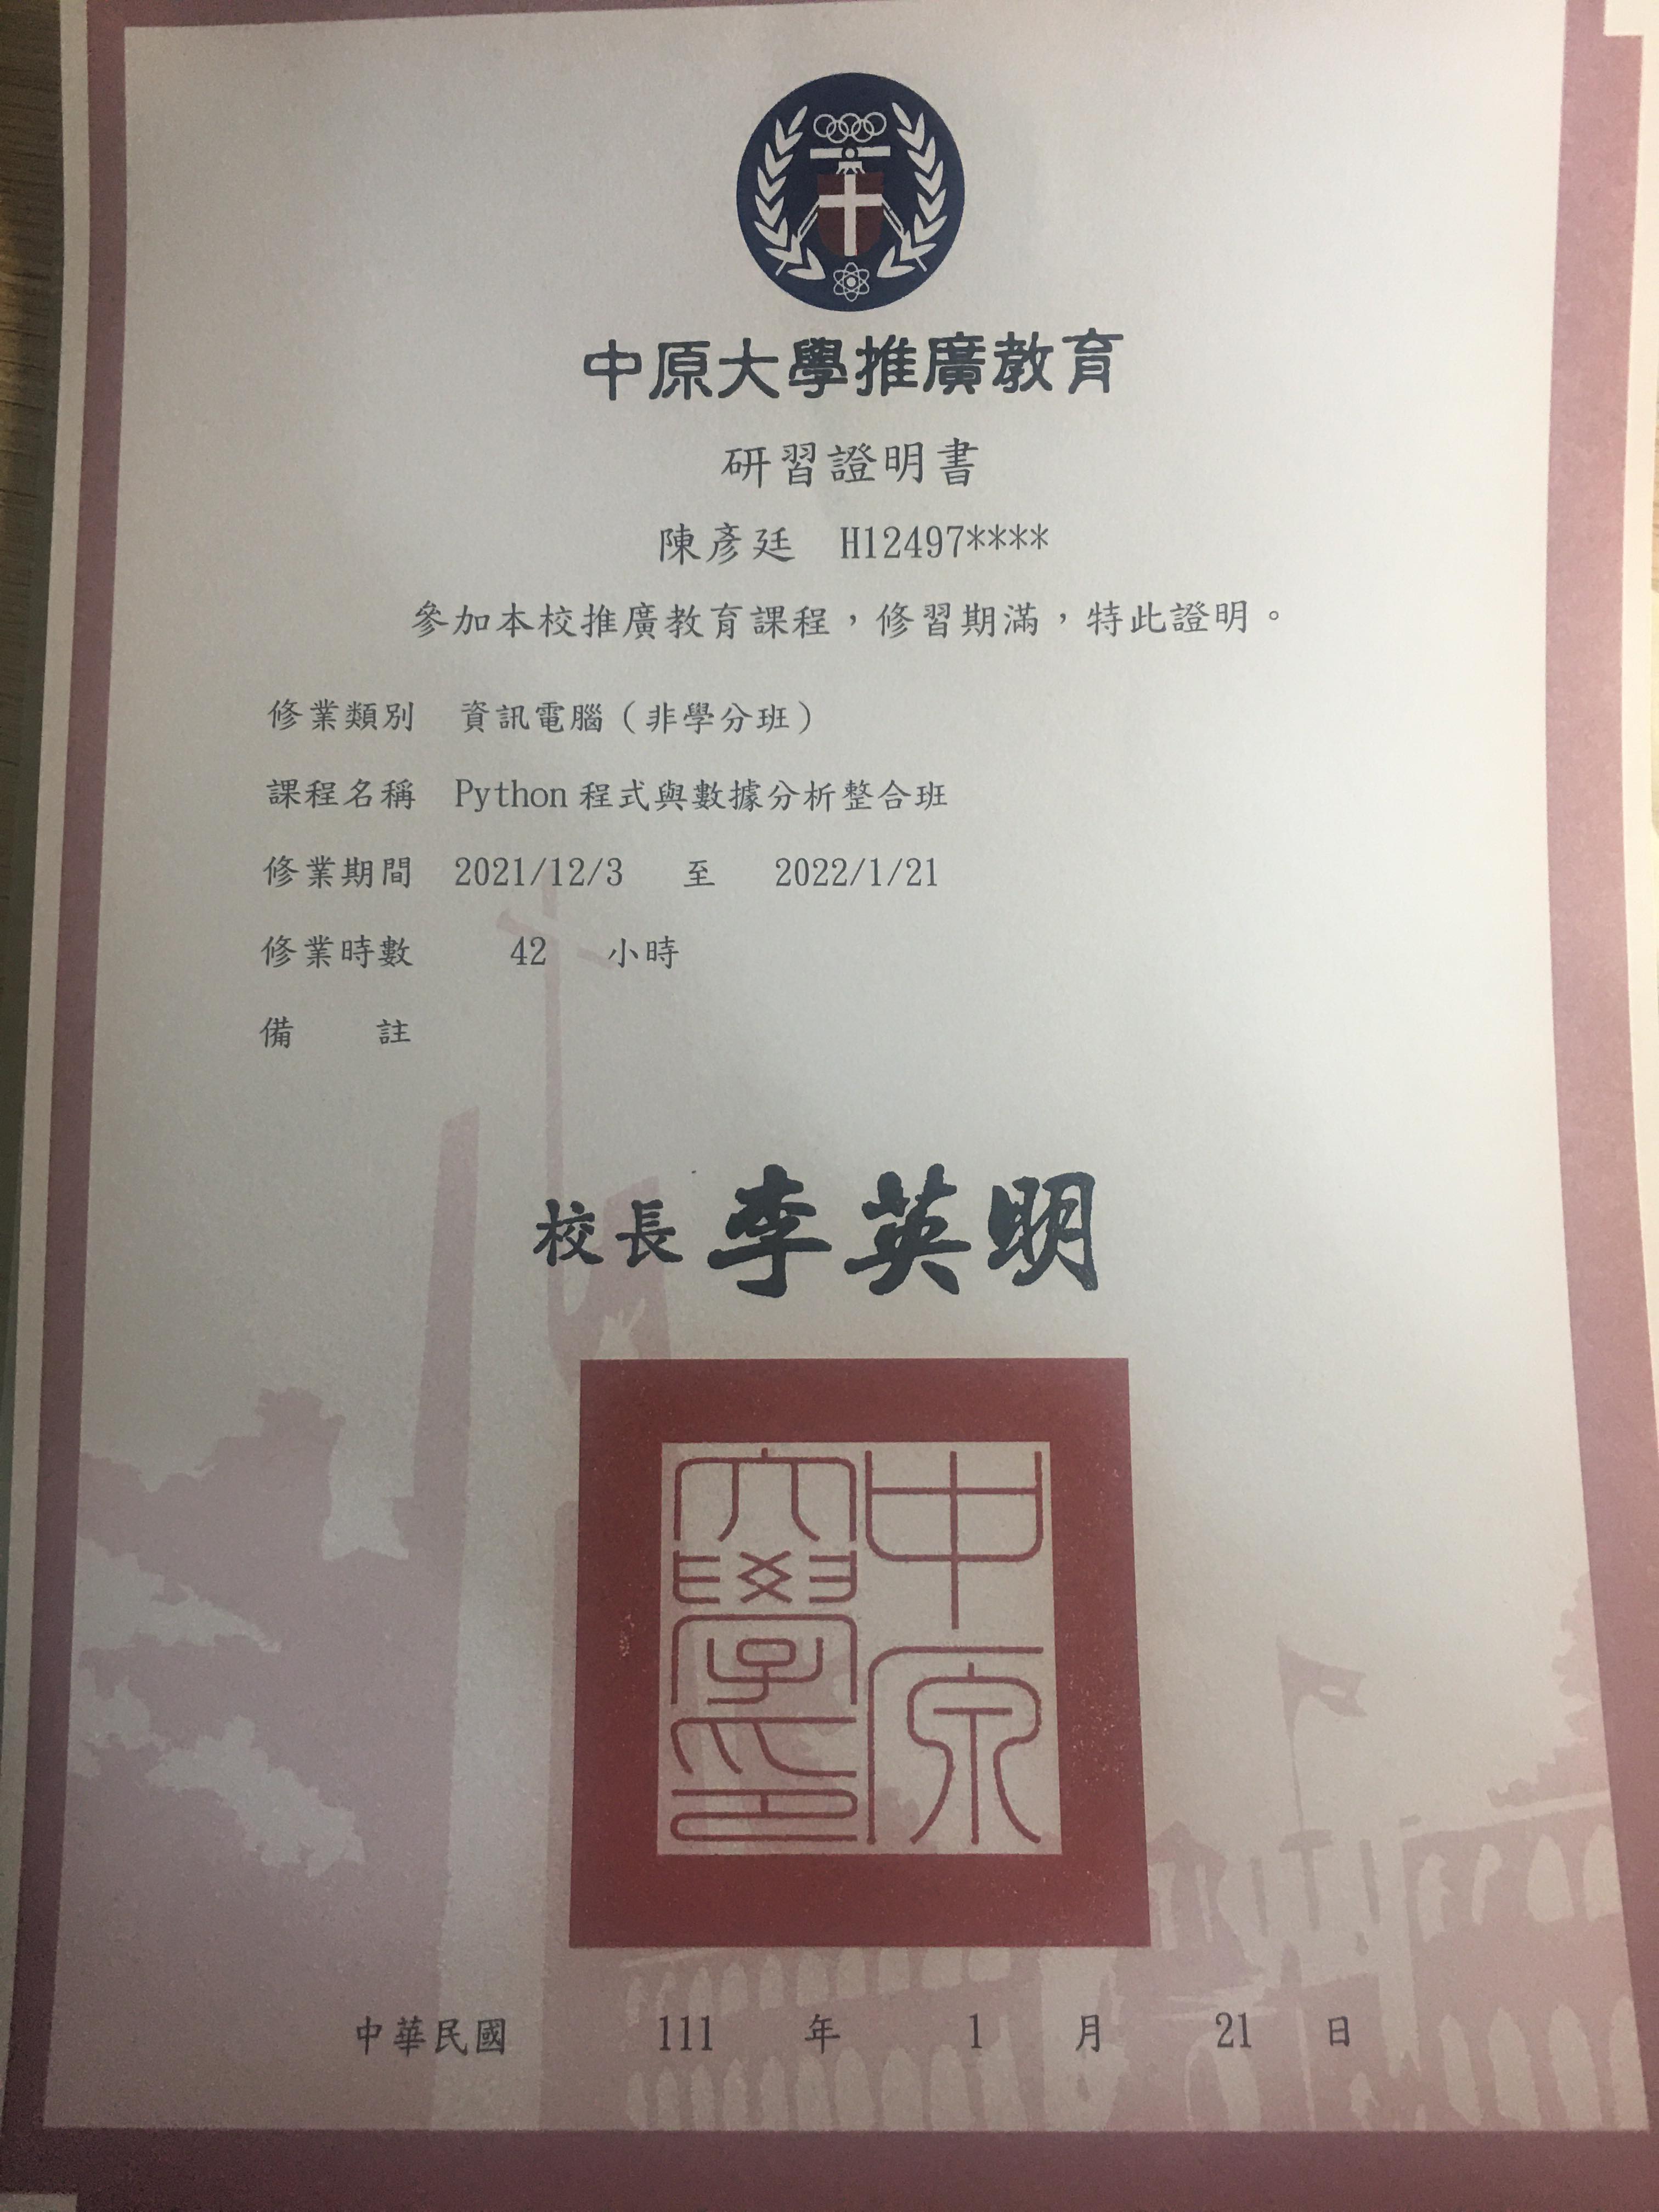 中原大學推廣教育
研習證明書
陳彥廷 H12497****
參加本校推廣教育課程，修習期滿，特此證明。
修業類別 資訊電腦（非學分班）
課程名稱 Python 程式與數據分析整合班
修業期間 2021/12/3 至 2022/1/21
修業時數 42 小時
備 註
校長 李英明
中原
大學印
中華民國 111 年 1 月 21 日